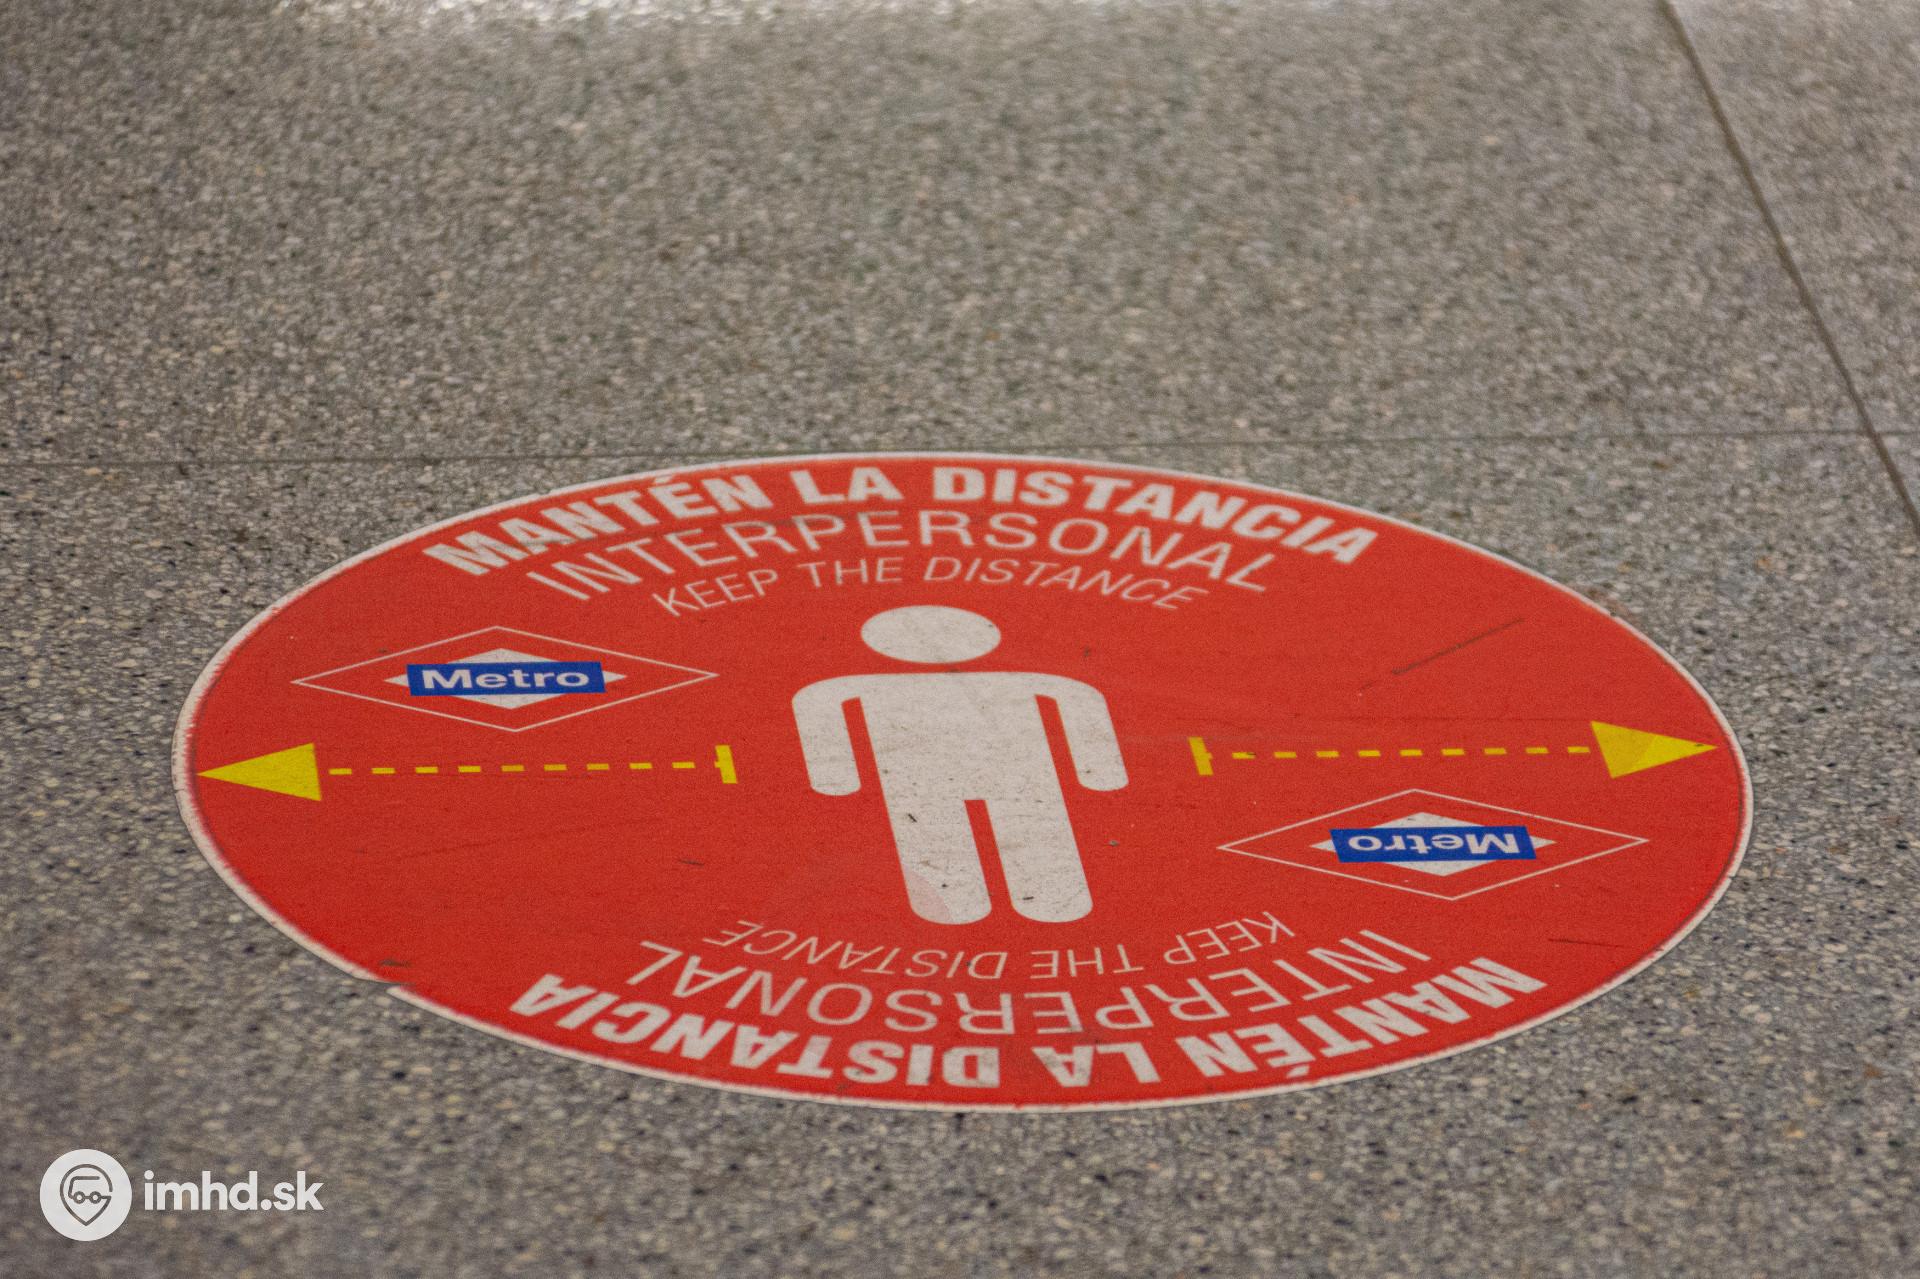 MANTÉN LA DISTANCIA
INTERPERSONAL
KEEP THE DISTANCE
Metro
Metro
KEEP THE DISTANCE
INTERPERSONAL
MANTÉN LA DISTANCIA
imhd.sk